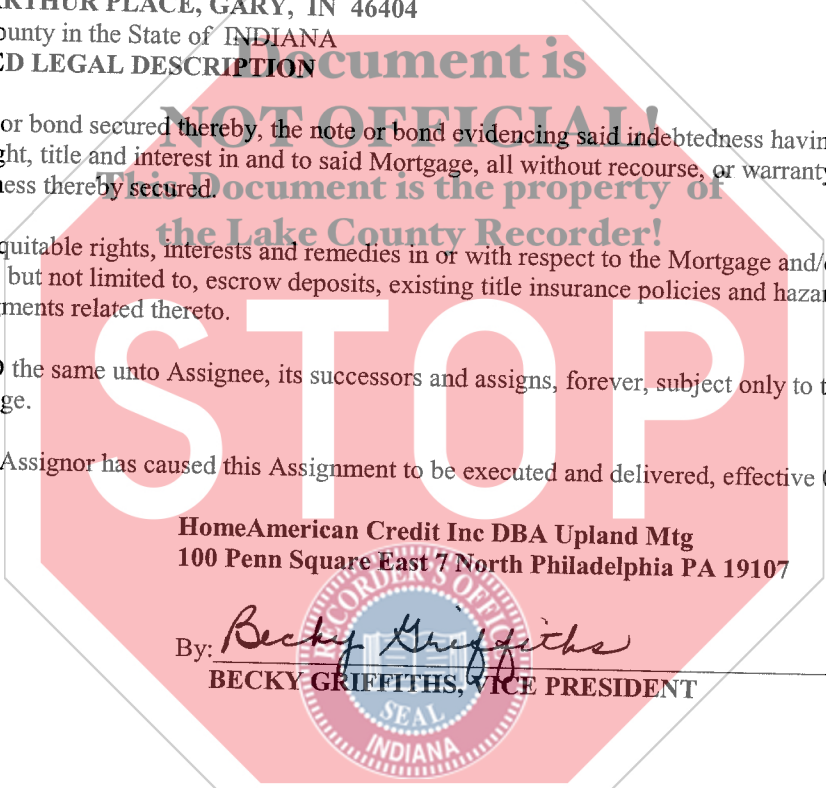 ARTHUR PLACE, GARY, IN 46404
ounty in the State of INDIANA
ED LEGAL DESCRIPTION
Document is
NOT OFFICIAL!
or bond secured thereby, the note or bond evidencing said indebtedness havin
ght, title and interest in and to said Mortgage, all without recourse, or warranty
ess thereby secured.
This Document is the property of
the Lake County Recorder!
quitable rights, interests and remedies in or with respect to the Mortgage and/
but not limited to, escrow deposits, existing title insurance policies and hazar
ments related thereto.
STOP
the same unto Assignee, its successors and assigns, forever, subject only to t
ge.
Assignor has caused this Assignment to be executed and delivered, effective
HomeAmerican Credit Inc DBA Upland Mtg
100 Penn Square East 7 North Philadelphia PA 19107
By: Becky Griffiths
BECKY GRIFFITHS, VICE PRESIDENT
RECORDER'S OFFICE
SEAL
INDIANA